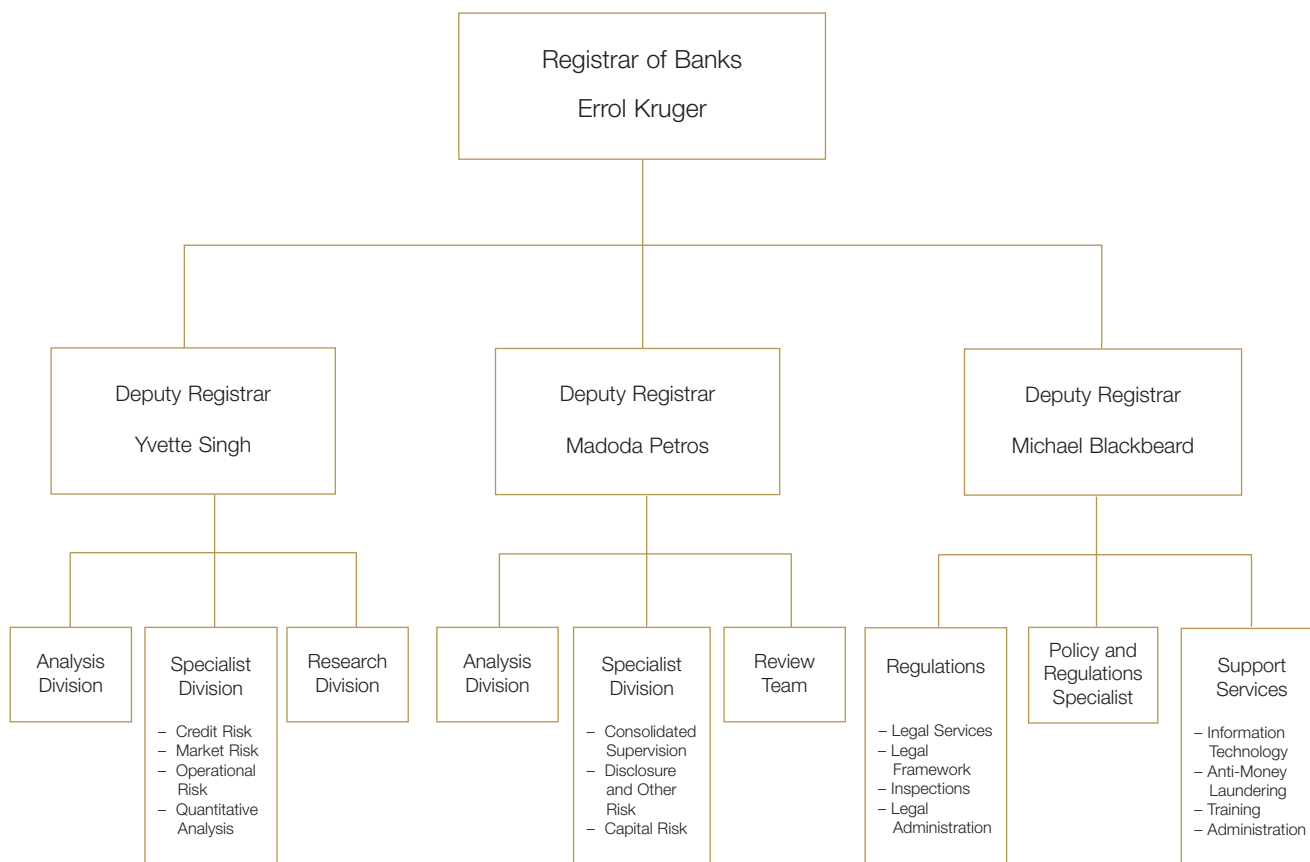 Registrar of Banks
Errol Kruger
Deputy Registrar
Yvette Singh
Deputy Registrar
Madoda Petros
Deputy Registrar
Michael Blackbeard
Analysis
Division
Specialist
Division
– Credit Risk
– Market Risk
– Operational
Risk
– Quantitative
Analysis
Research
Division
Analysis
Division
Specialist
Division
– Consolidated
Supervision
– Disclosure
and Other
Risk
– Capital Risk
Review
Team
Regulations
– Legal Services
– Legal
Framework
– Inspections
– Legal
Administration
Policy and
Regulations
Specialist
Support
Services
– Information
Technology
– Anti-Money
Laundering
– Training
– Administration